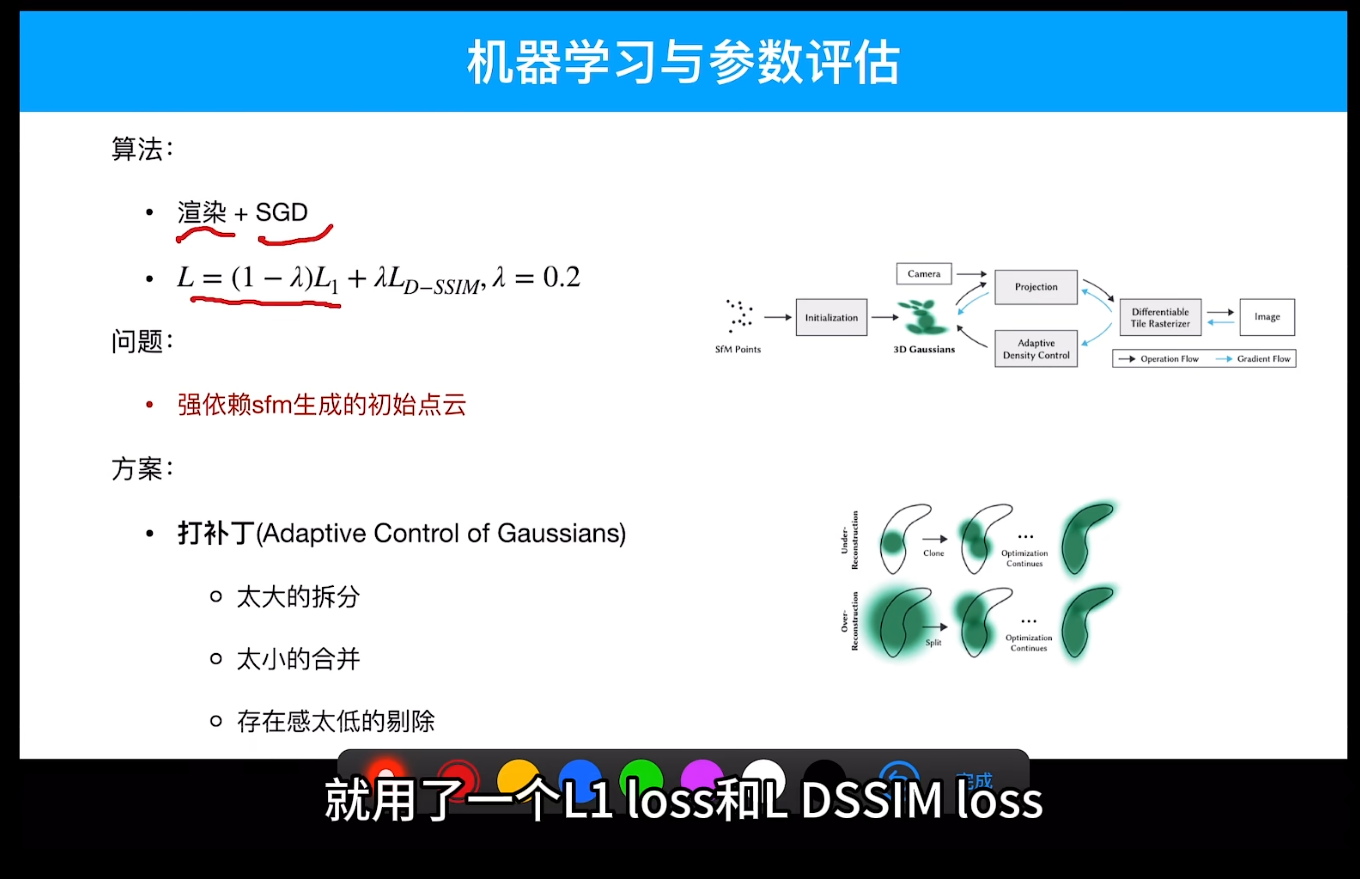 机器学习与参数评估
算法：
• 渲染 + SGD
• L = (1 − λ)L₁ + λL_{D−SSIM}, λ = 0.2
问题：
• 强依赖sfm生成的初始点云
方案：
• 打补丁(Adaptive Control of Gaussians)
太大的拆分
太小的合并
存在感太低的剔除
SfM Points
Initialization
Camera
3D Gaussians
Projection
Adaptive
Density Control
Differentiable
Tile Rasterizer
Image
Operation Flow
Gradient Flow
Under-
Reconstruction
Clone
...
Optimization
Continues
Over-
Reconstruction
Split
...
Optimization
Continues
完成
就用了一个L1 loss和L DSSIM loss